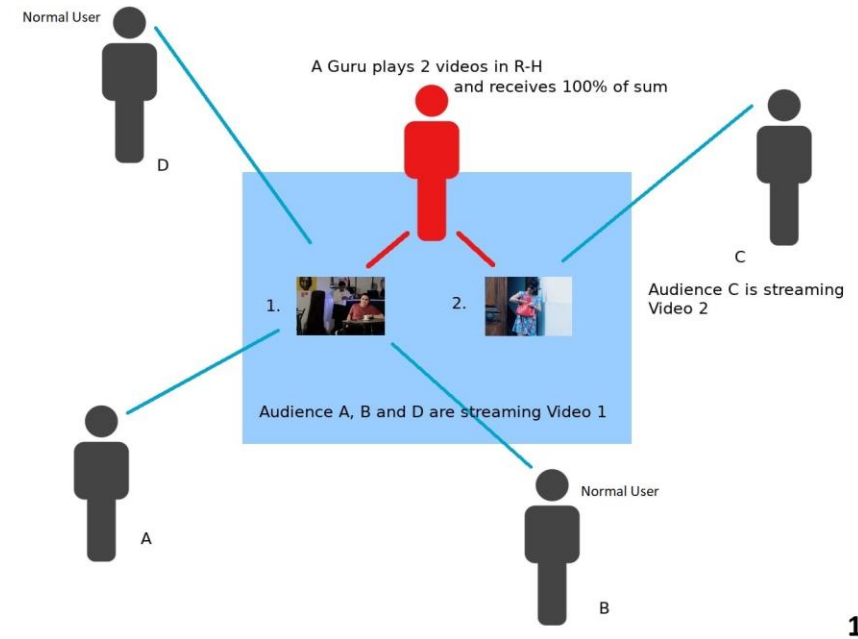 Normal User
D
A Guru plays 2 videos in R-H
and receives 100% of sum
C
Audience C is streaming
Video 2
1.
2.
Audience A, B and D are streaming Video 1
A
Normal User
B
1